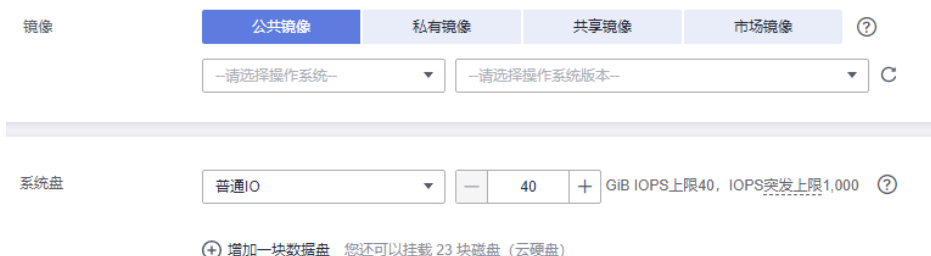 镜像 公共镜像 私有镜像 共享镜像 市场镜像 ?
--请选择操作系统-- --请选择操作系统版本--
系统盘 普通IO — 40 + GiB IOPS上限40，IOPS突发上限1,000 ?
+ 增加一块数据盘 您还可以挂载 23 块磁盘（云硬盘）